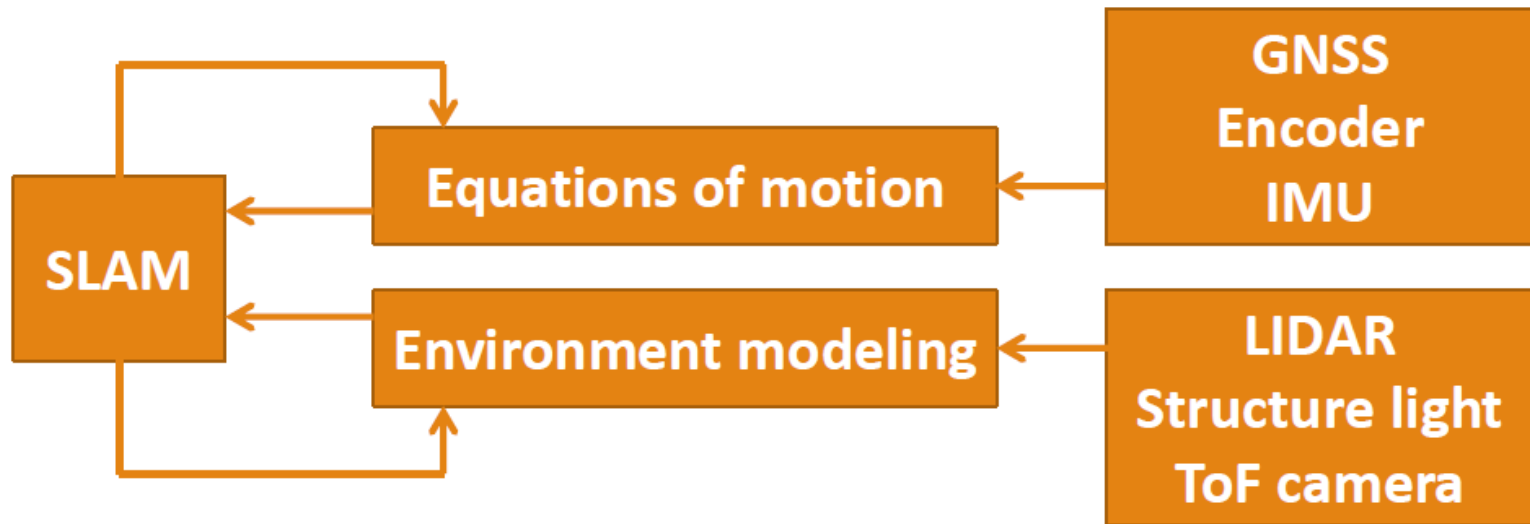 SLAM
Equations of motion
Environment modeling
GNSS
Encoder
IMU
LIDAR
Structure light
ToF camera